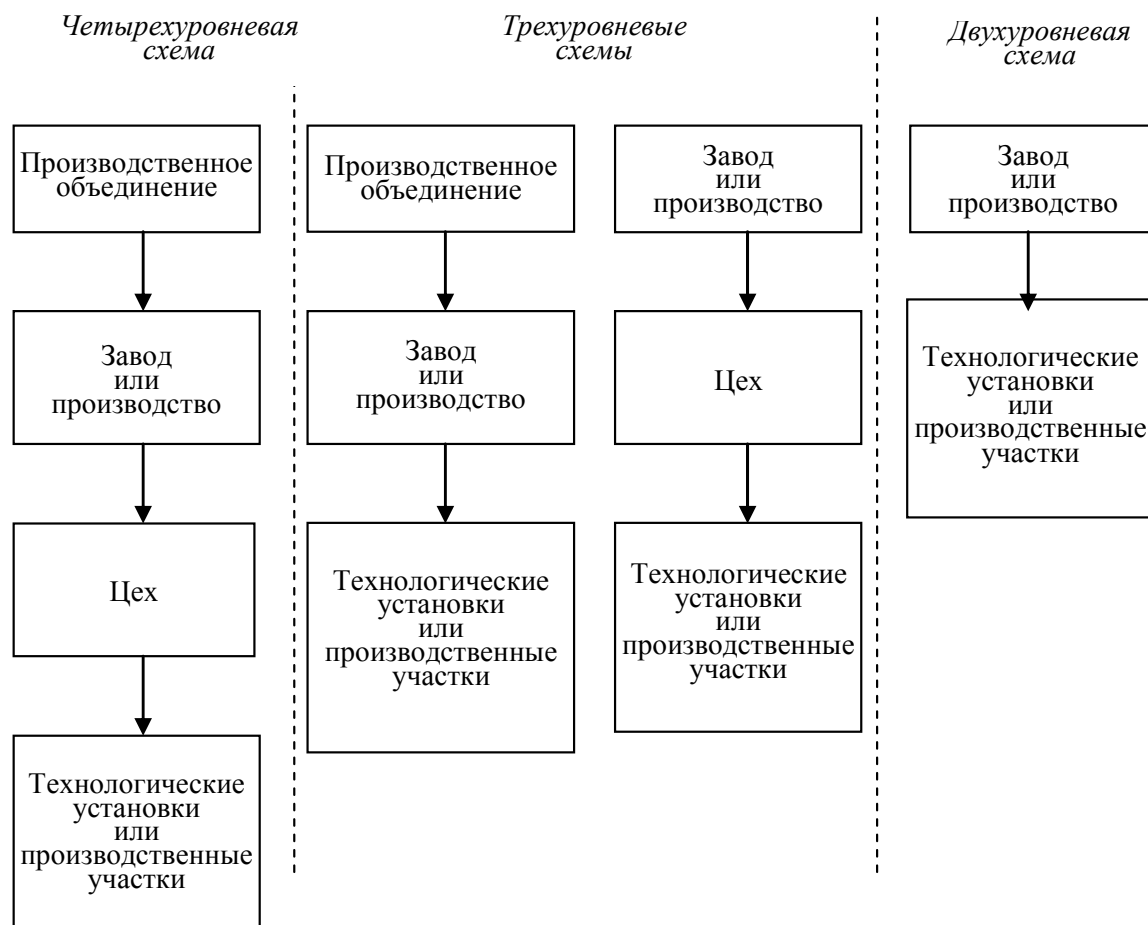 Четырехуровневая
схема
Трехуровневые
схемы
Двухуровневая
схема
Производственное
объединение
Завод
или
производство
Цех
Технологические
установки
или
производственные
участки
Производственное
объединение
Завод
или
производство
Технологические
установки
или
производственные
участки
Завод
или
производство
Цех
Технологические
установки
или
производственные
участки
Завод
или
производство
Технологические
установки
или
производственные
участки